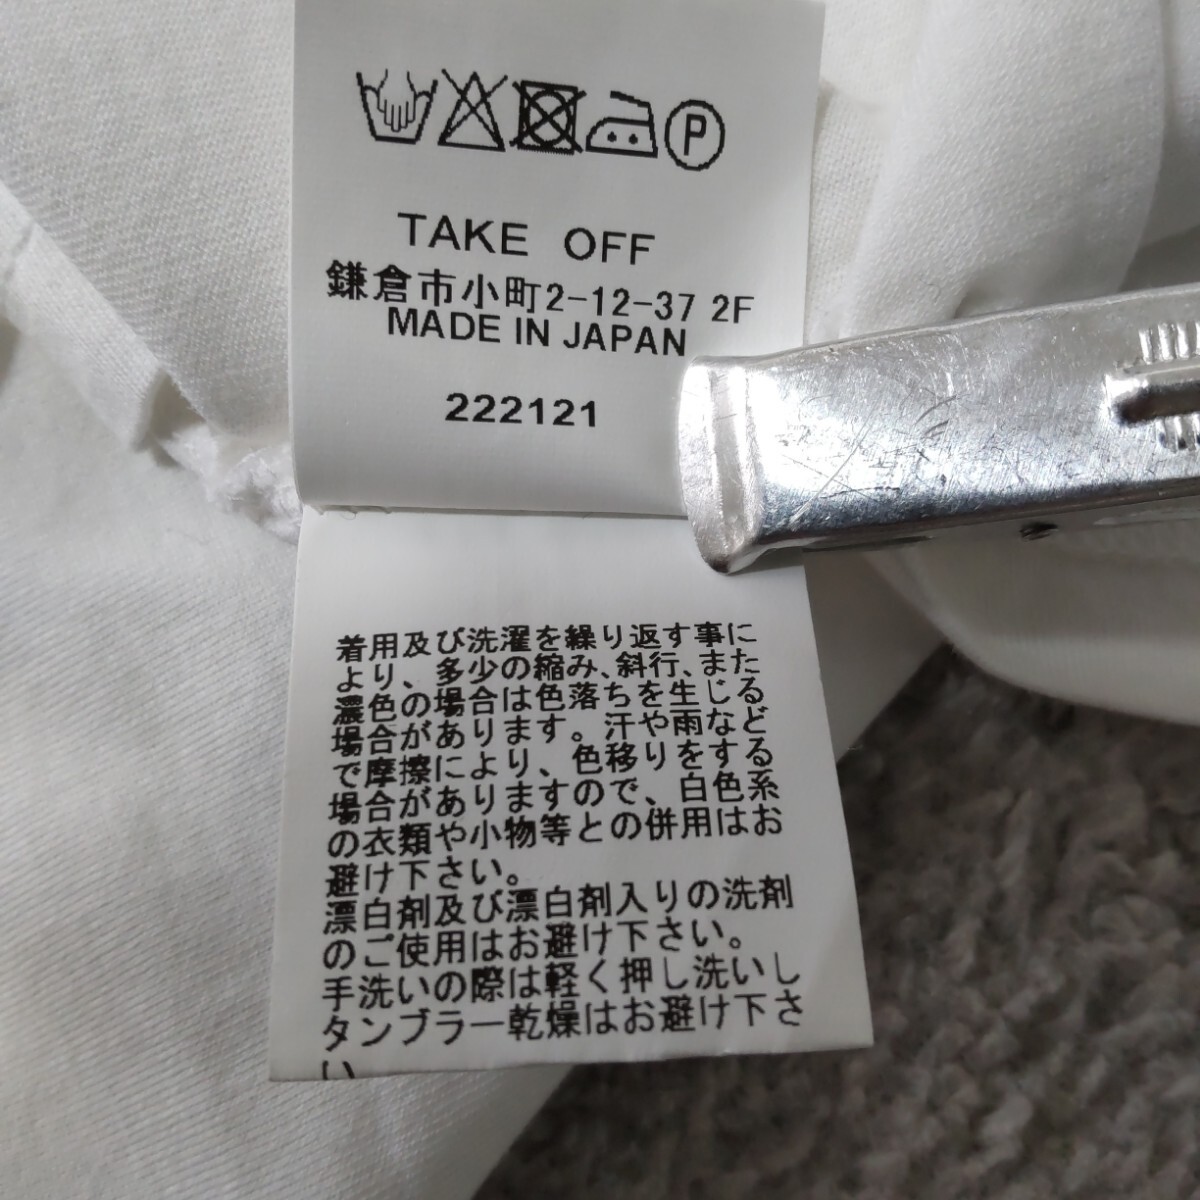 P
TAKE OFF
鎌倉市小町2-12-37 2F
MADE IN JAPAN
222121
着用及び洗濯を繰り返す事に
より、多少の縮み､斜行､また
濃色の場合は色落ちを生じる
場合があります。汗や雨など
で摩擦により、色移りをする
場合がありますので、白色系
の衣類や小物等との併用はお
避け下さい。
漂白剤及び漂白剤入りの洗剤
のご使用はお避け下さい。
手洗いの際は軽く押し洗いし
タンブラー乾燥はお避け下さ
い